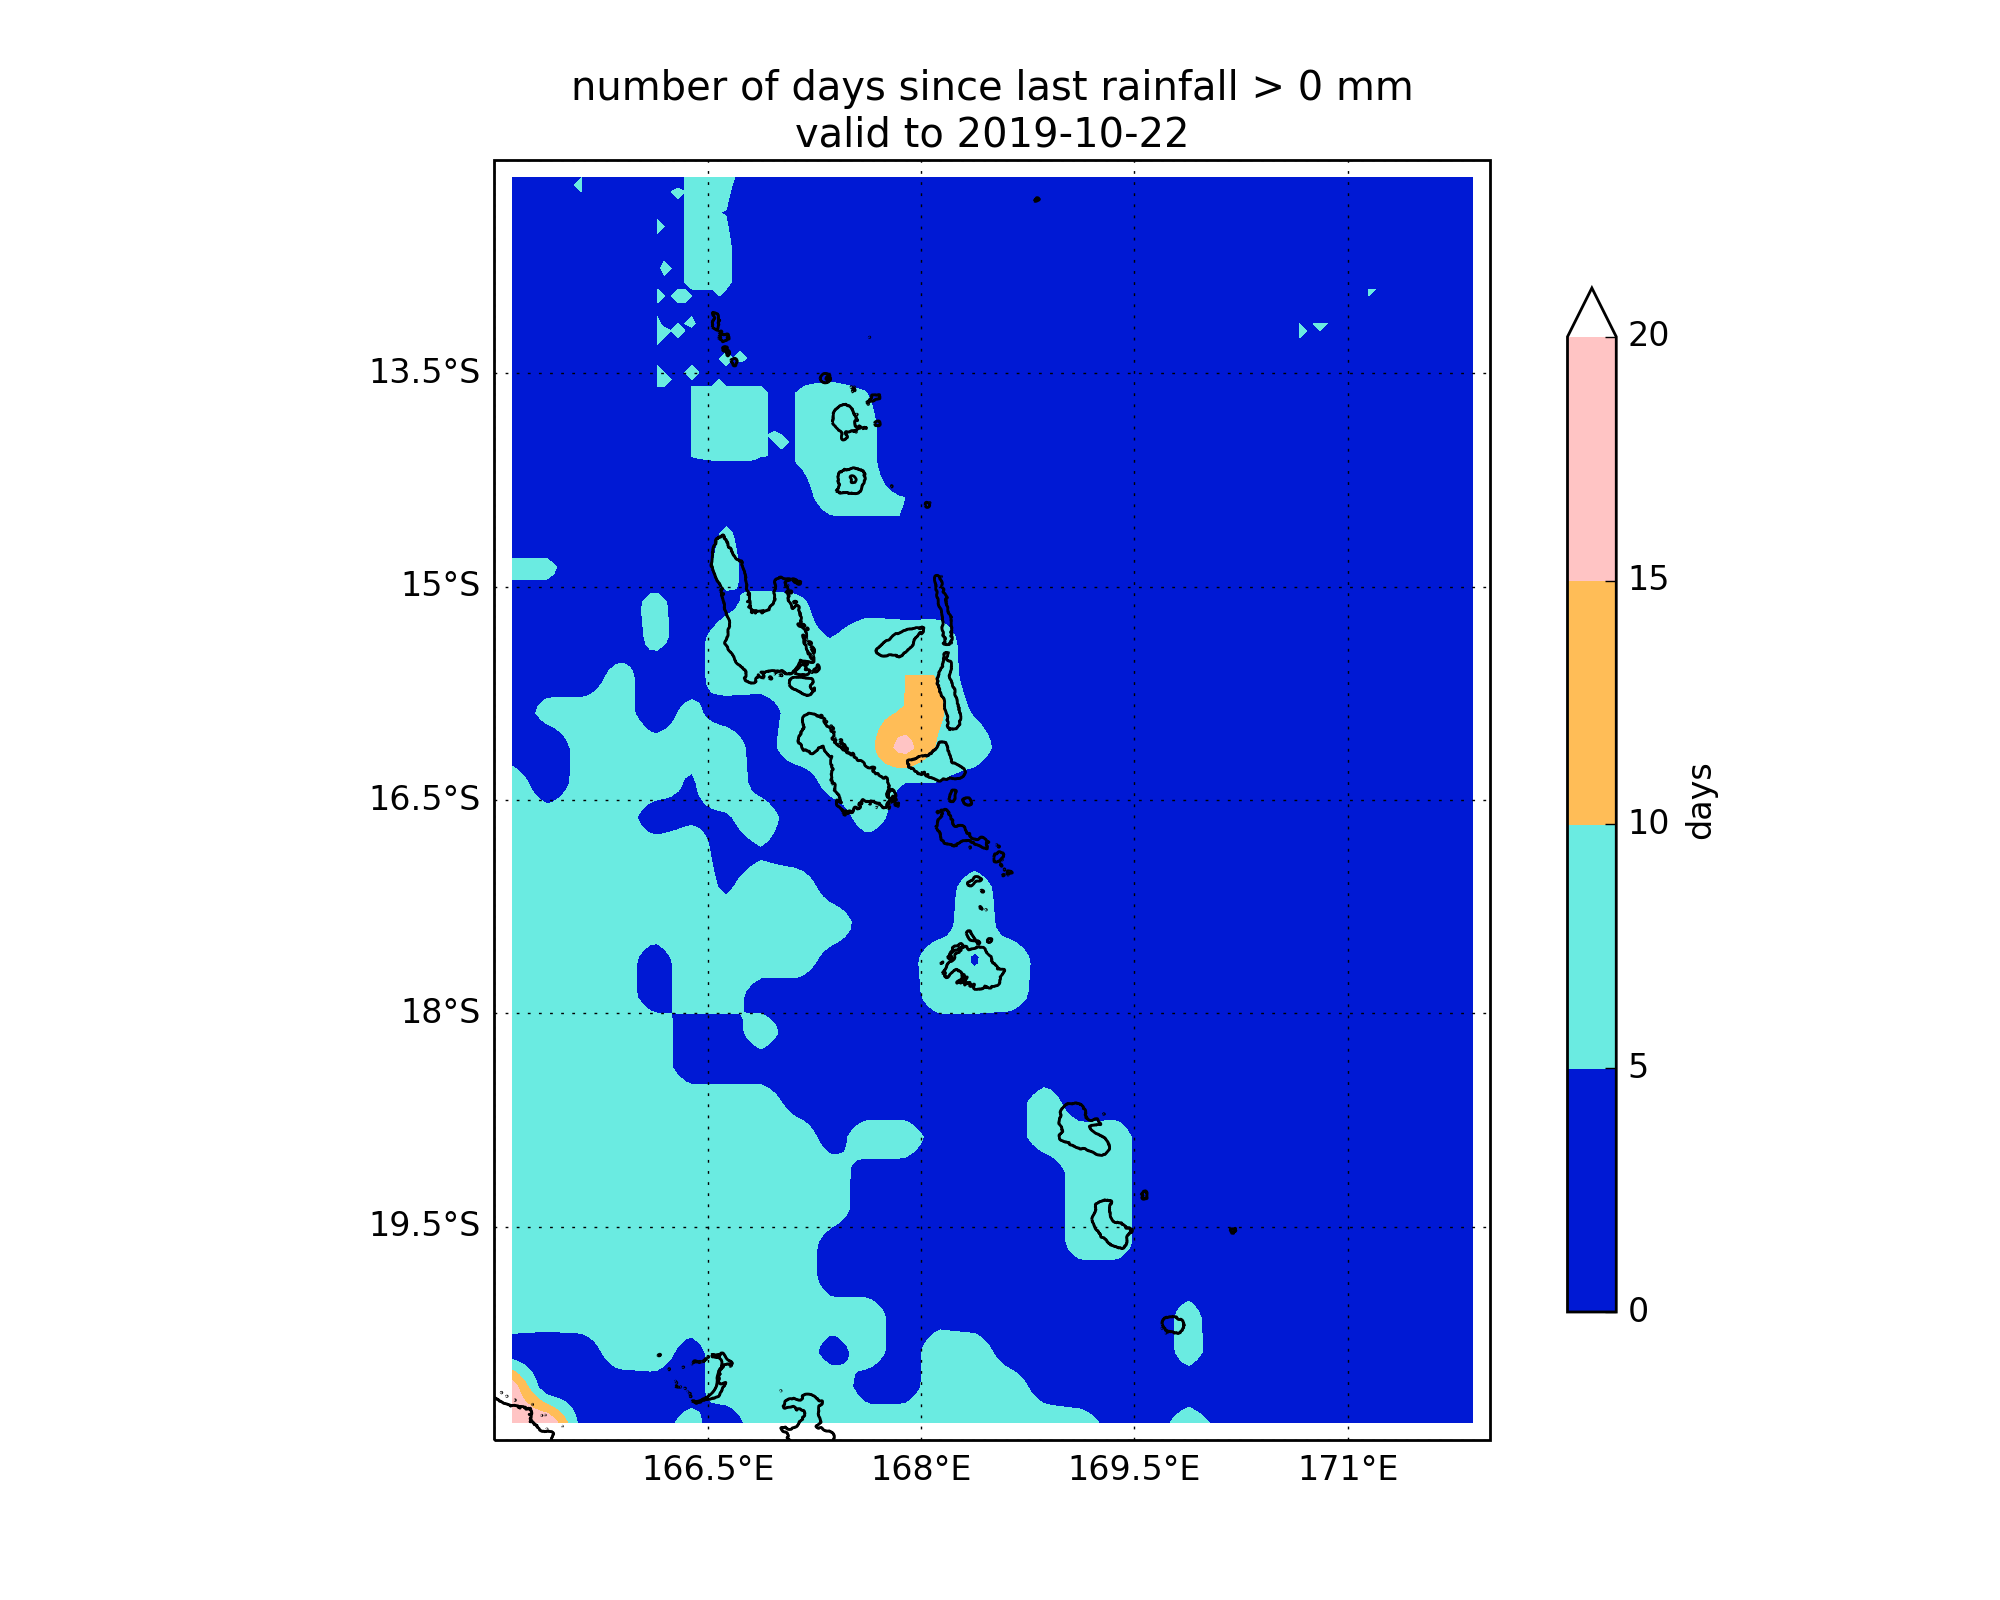 number of days since last rainfall > 0 mm
valid to 2019-10-22
13.5°S
15°S
16.5°S
18°S
19.5°S
166.5°E
168°E
169.5°E
171°E
20
15
10
5
0
days